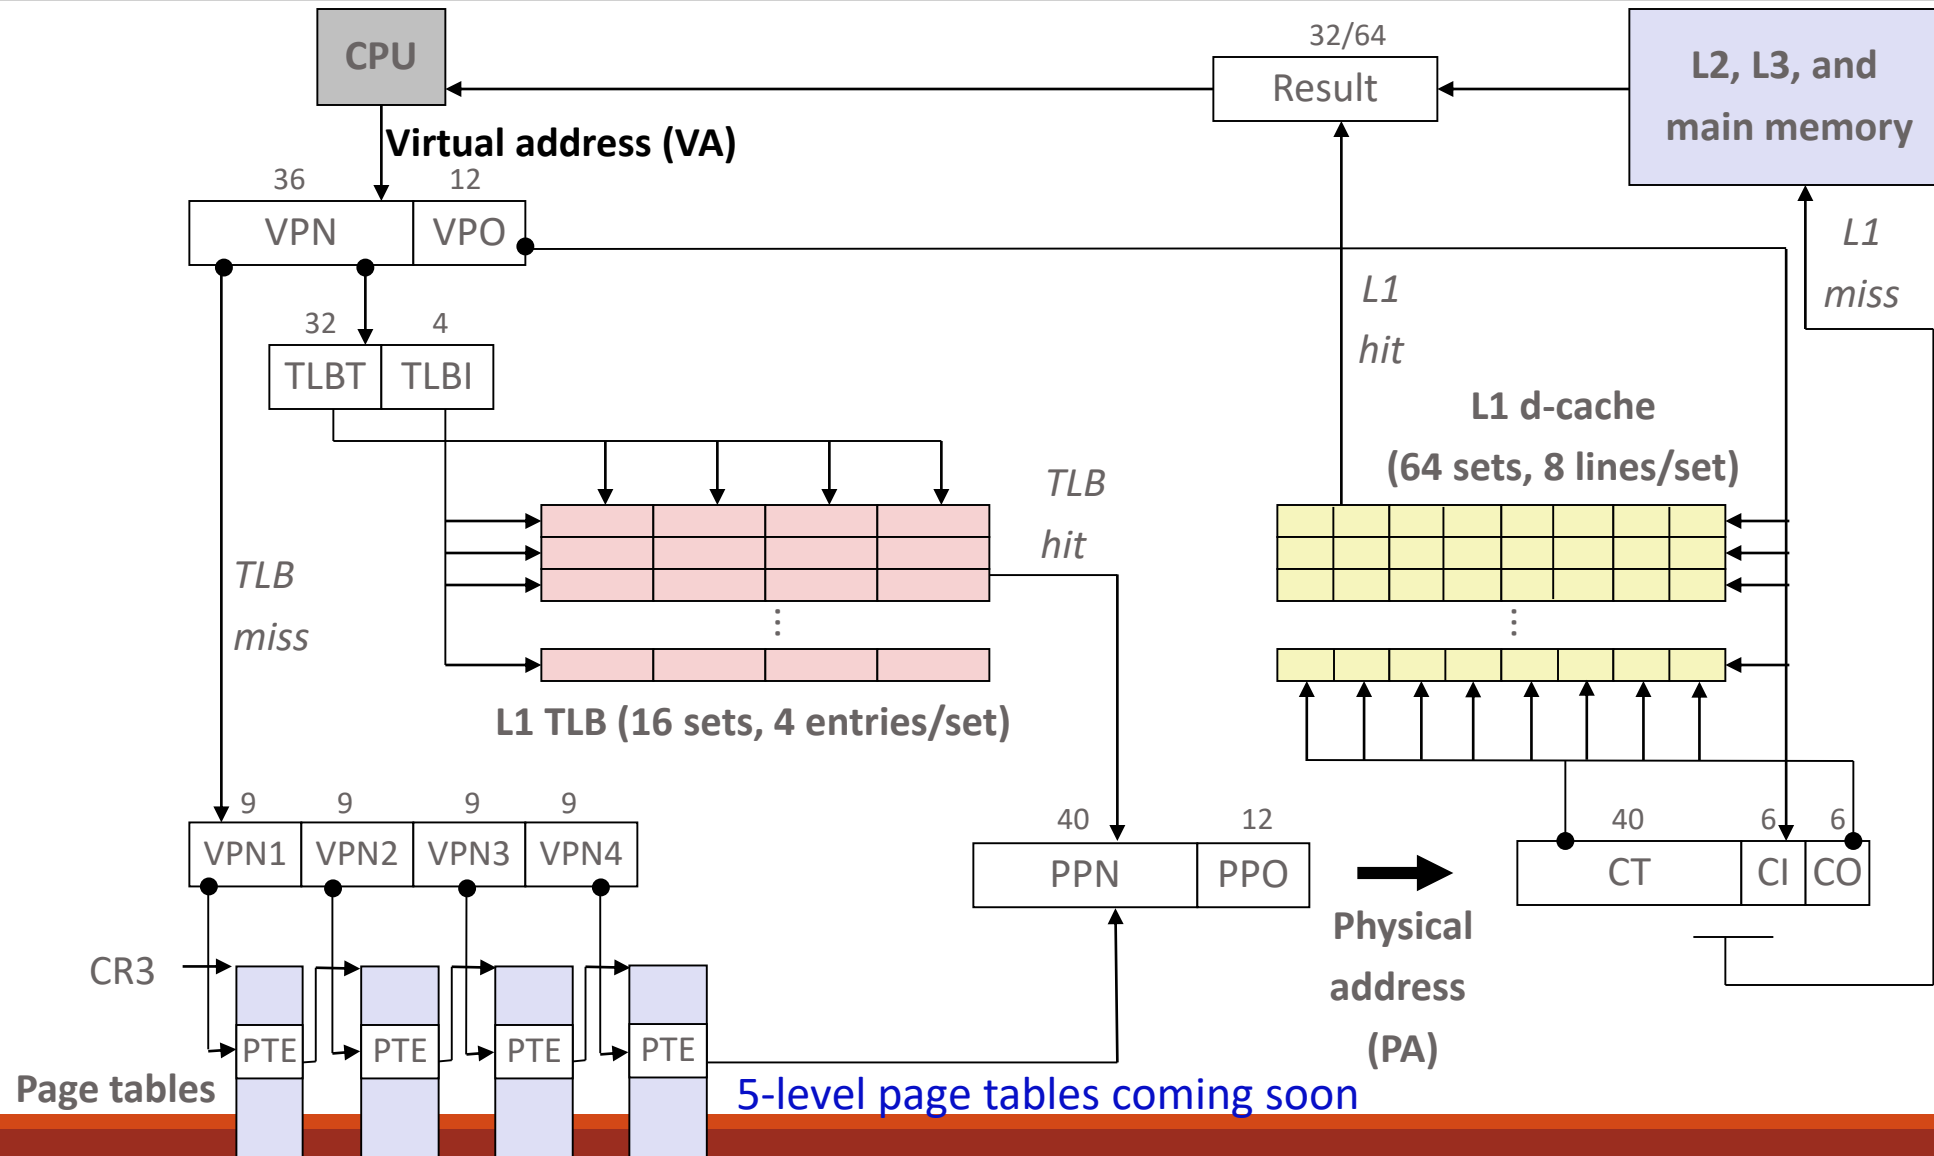 CPU
32/64
Result
L2, L3, and
main memory
Virtual address (VA)
36
12
VPN
VPO
L1
miss
L1
hit
32
4
TLBT
TLBI
L1 d-cache
(64 sets, 8 lines/set)
TLB
hit
TLB
miss
...
...
L1 TLB (16 sets, 4 entries/set)
9
9
9
9
VPN1
VPN2
VPN3
VPN4
40
12
PPN
PPO
40
6
6
CT
CI
CO
Physical
address
(PA)
CR3
PTE
PTE
PTE
PTE
Page tables
5-level page tables coming soon